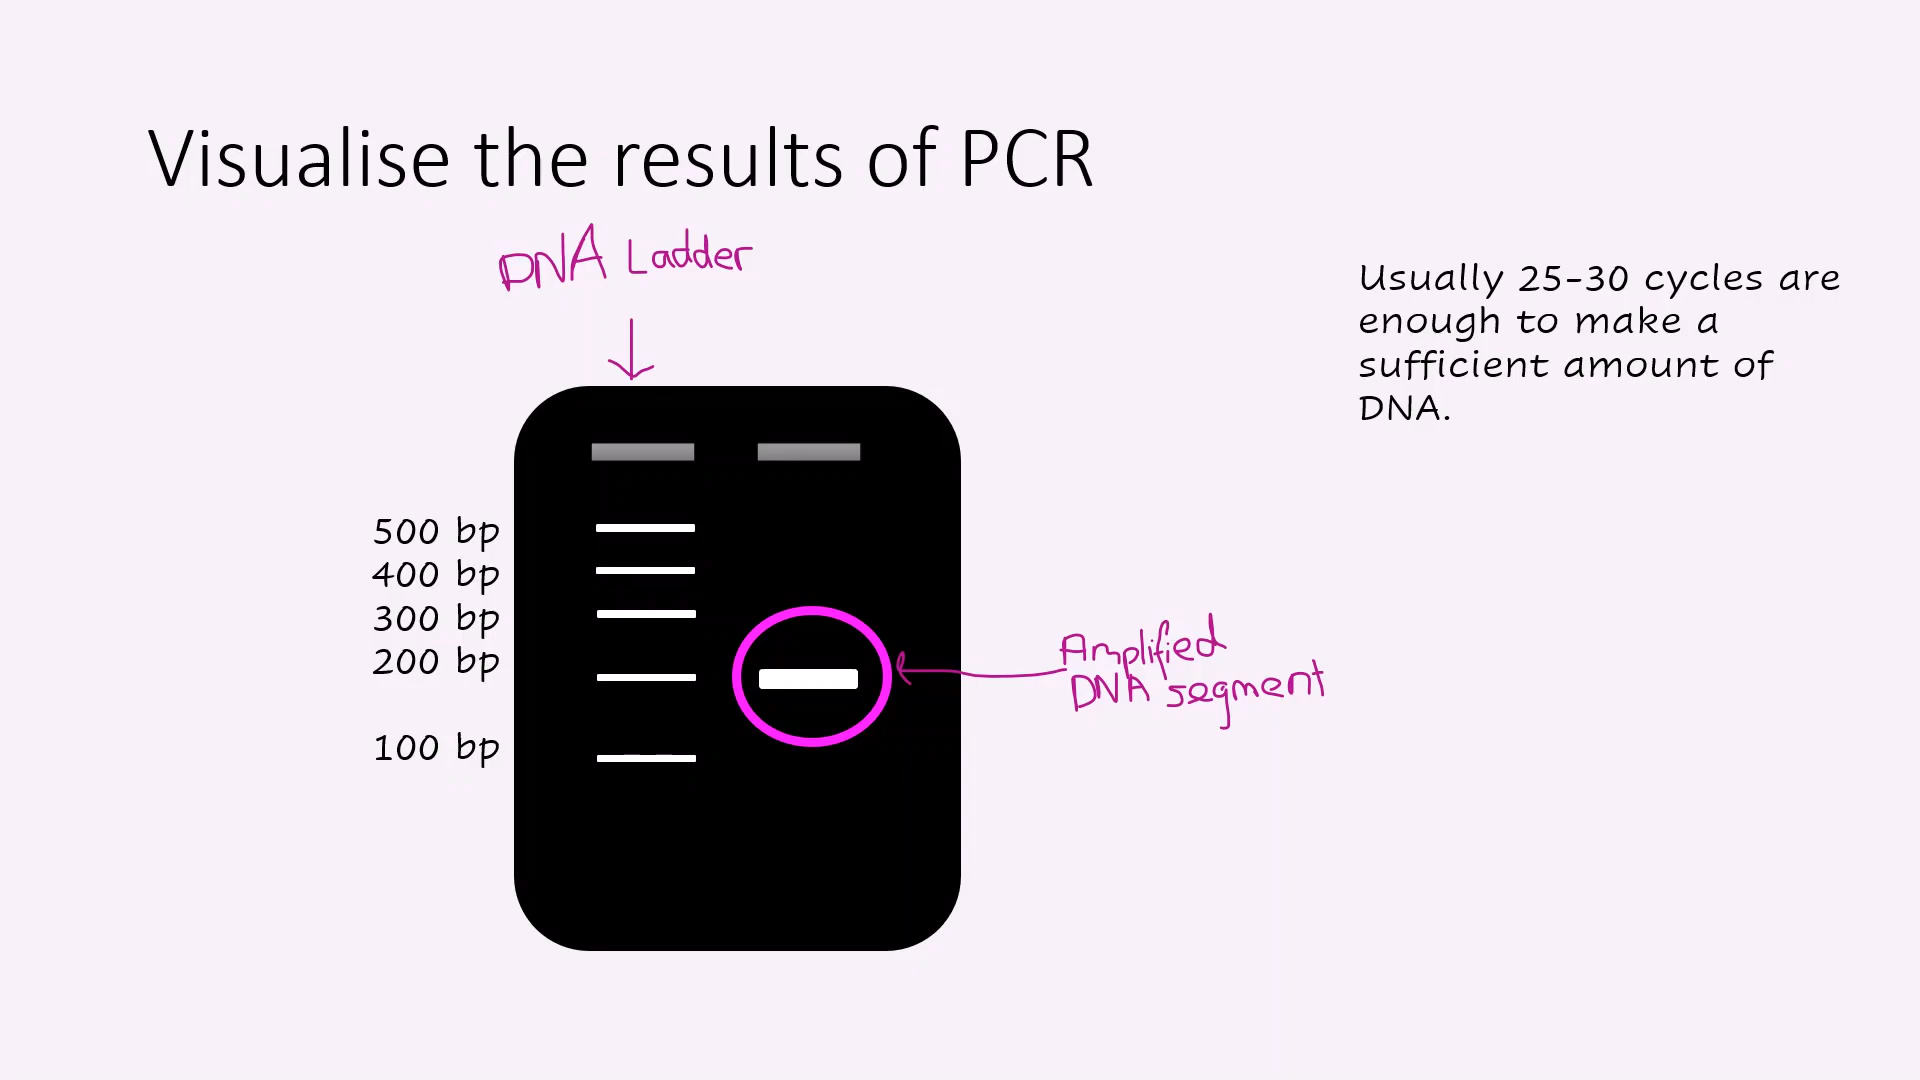 Visualise the results of PCR
DNA Ladder
Usually 25-30 cycles are
enough to make a
sufficient amount of
DNA.
500 bp
400 bp
300 bp
200 bp
100 bp
Amplified
DNA segment